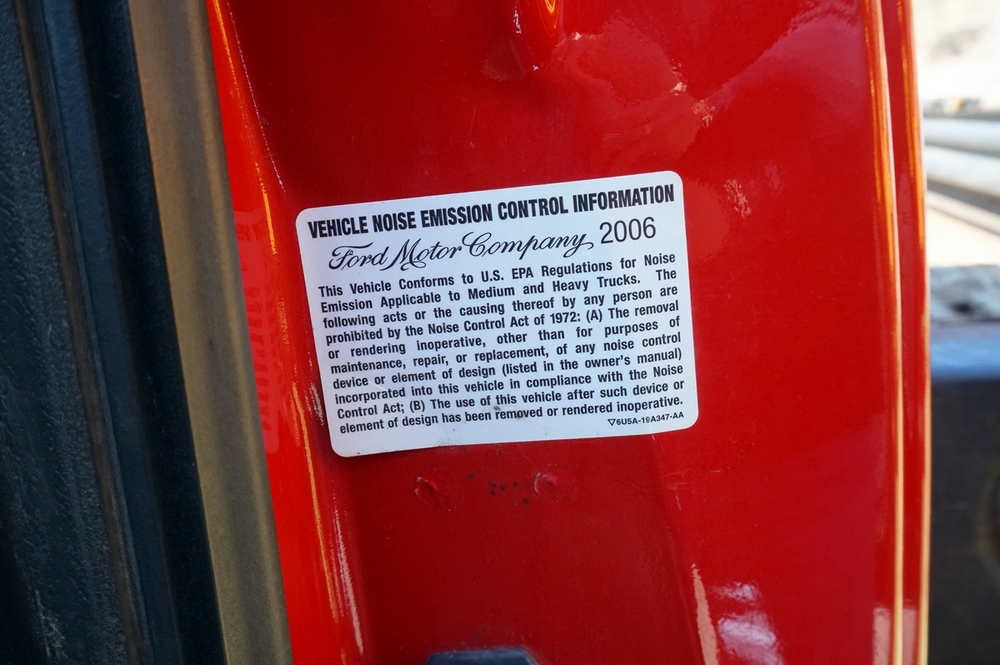 VEHICLE NOISE EMISSION CONTROL INFORMATION
Ford Motor Company 2006
This Vehicle Conforms to U.S. EPA Regulations for Noise
Emission Applicable to Medium and Heavy Trucks. The
following acts or the causing thereof by any person are
prohibited by the Noise Control Act of 1972: (A) The removal
or rendering inoperative, other than for purposes of
maintenance, repair, or replacement, of any noise control
device or element of design (listed in the owner's manual)
incorporated into this vehicle in compliance with the Noise
Control Act; (B) The use of this vehicle after such device or
element of design has been removed or rendered inoperative.
▽6U5A-19A347-AA